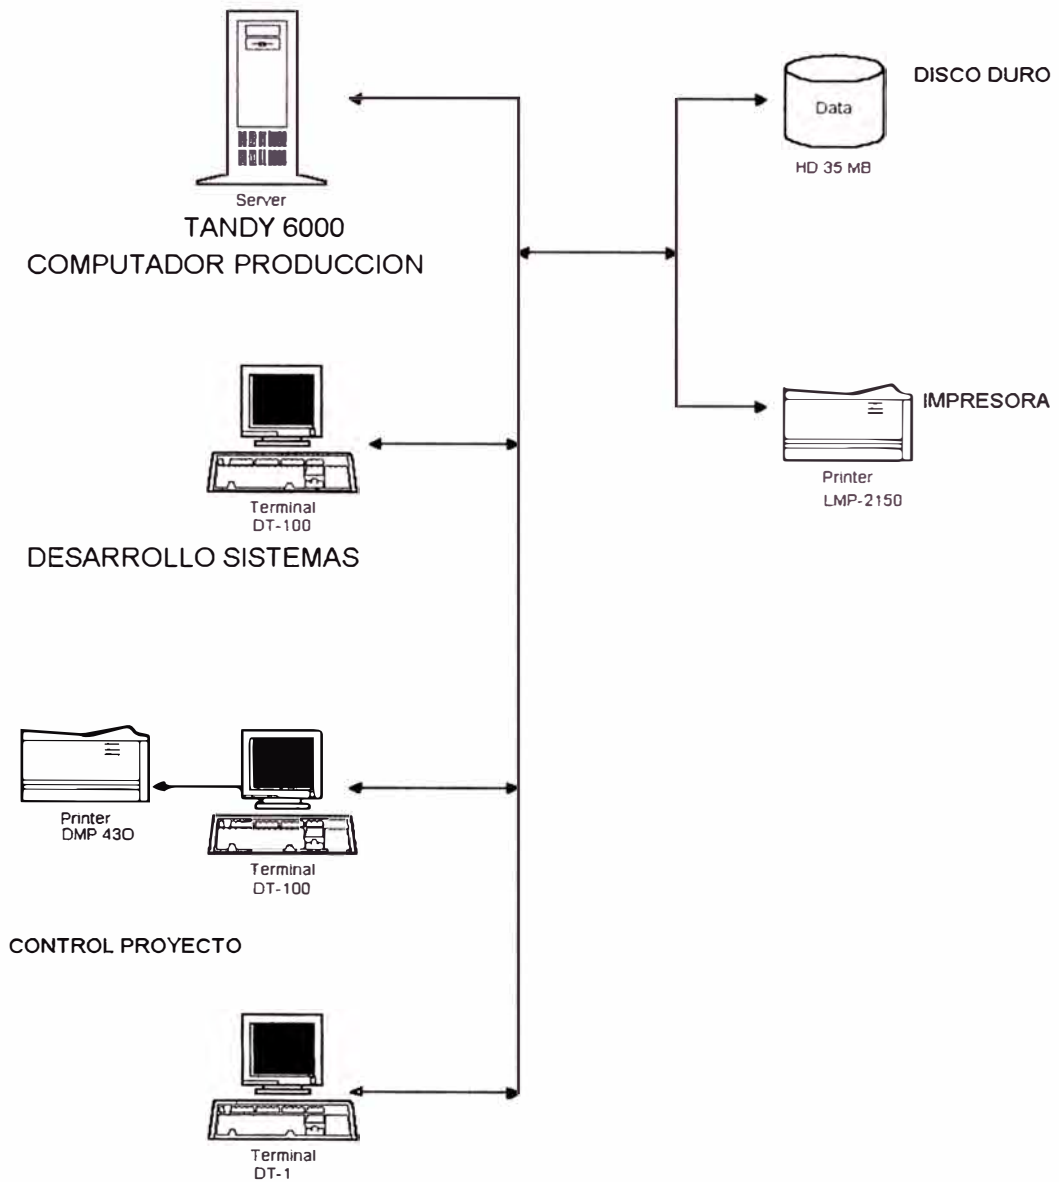 DISCO DURO
Data
HD 35 MB
Server
TANDY 6000
COMPUTADOR PRODUCCION
IMPRESORA
Printer
LMP-2150
Terminal
DT-100
DESARROLLO SISTEMAS
Printer
DMP 430
Terminal
DT-100
CONTROL PROYECTO
Terminal
DT-1